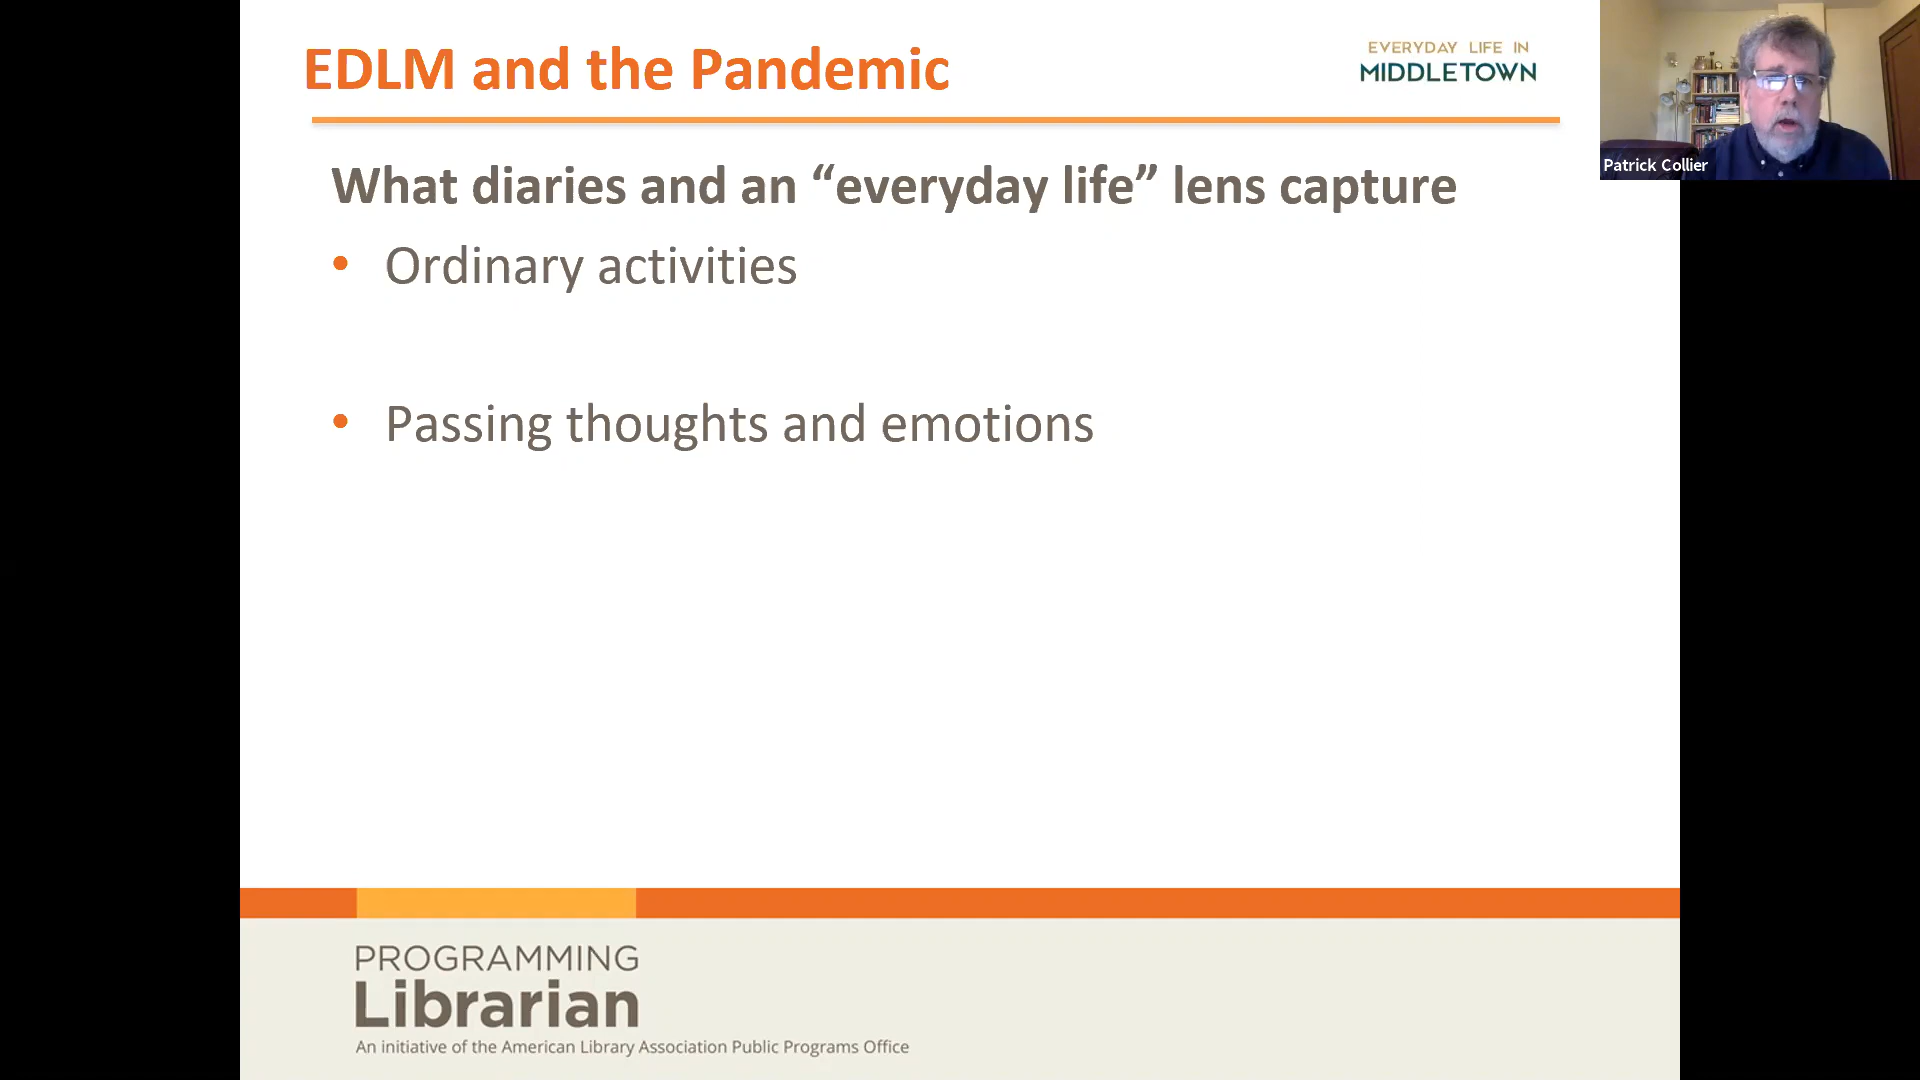 EDLM and the Pandemic
EVERYDAY LIFE IN
MIDDLETOWN
Patrick Collier
What diaries and an “everyday life” lens capture
• Ordinary activities
• Passing thoughts and emotions
PROGRAMMING
Librarian
An initiative of the American Library Association Public Programs Office